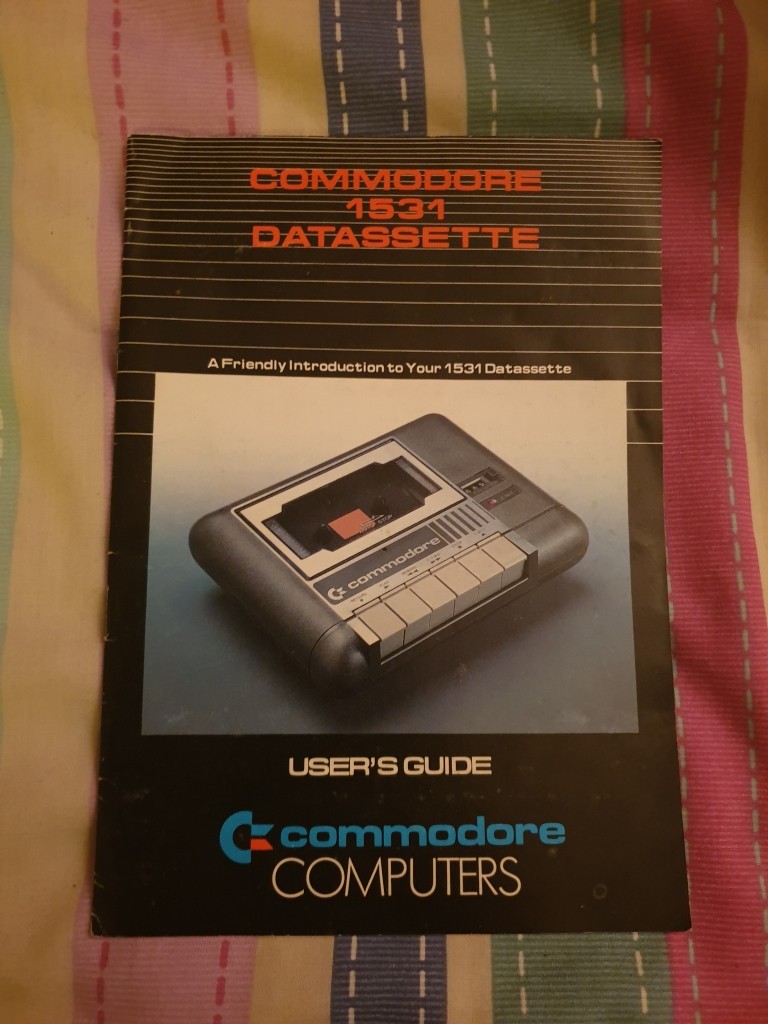 COMMODORE
1531
DATASSETTE
A Friendly Introduction to Your 1531 Datassette
commodore
USER'S GUIDE
commodore
COMPUTERS